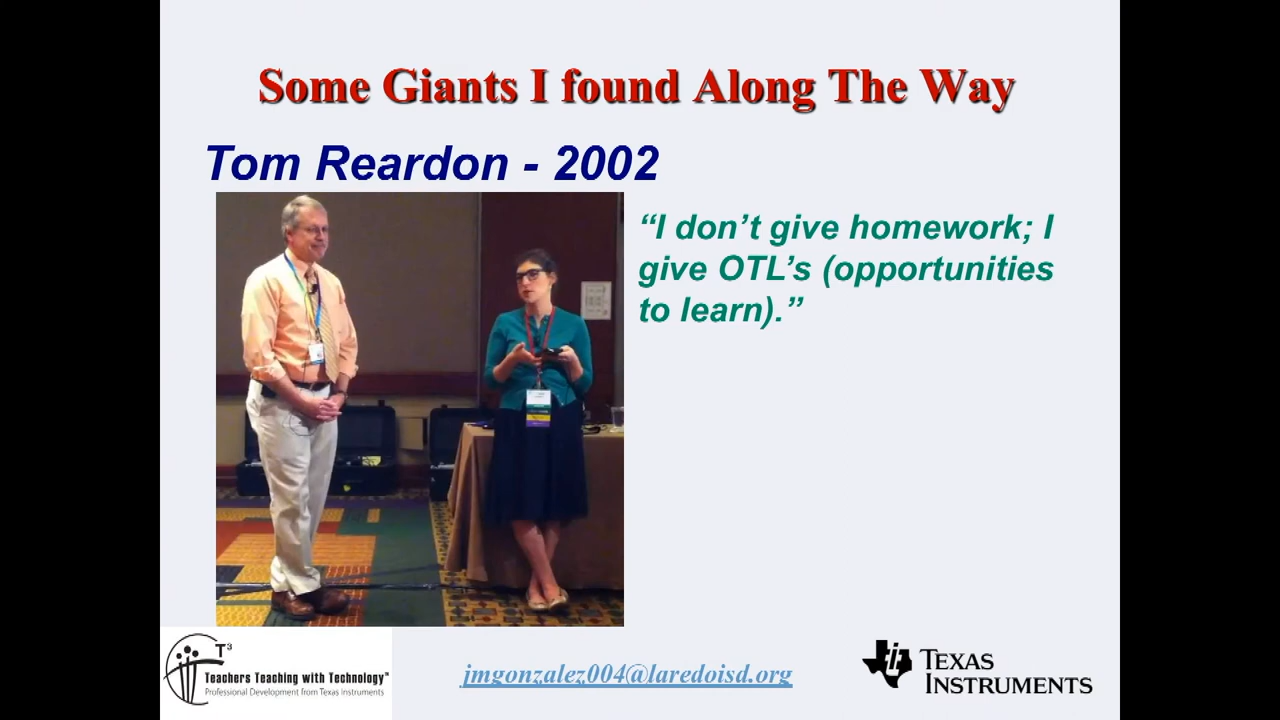 Some Giants I found Along The Way
Tom Reardon - 2002
“I don’t give homework; I
give OTL’s (opportunities
to learn).”
T³
Teachers Teaching with Technology™
Professional Development from Texas Instruments
jmgonzalez004@laredoisd.org
ti
TEXAS
INSTRUMENTS